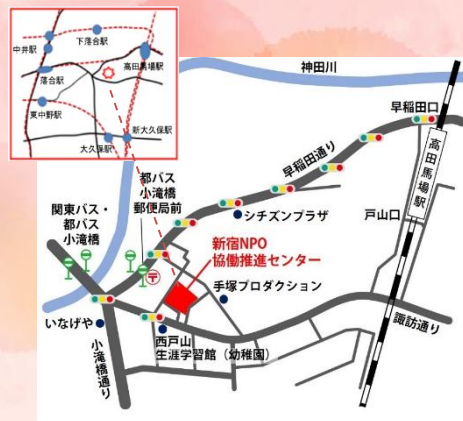 中井駅
下落合駅
高田馬場駅
落合駅
東中野駅
新大久保駅
大久保駅
神田川
早稲田口
高田馬場駅
早稲田通り
戸山口
都バス
小滝橋
郵便局前
関東バス・
都バス
小滝橋
シチズンプラザ
新宿NPO
協働推進センター
手塚プロダクション
いなげや
西戸山
生涯学習館（幼稚園）
諏訪通り
小滝橋通り